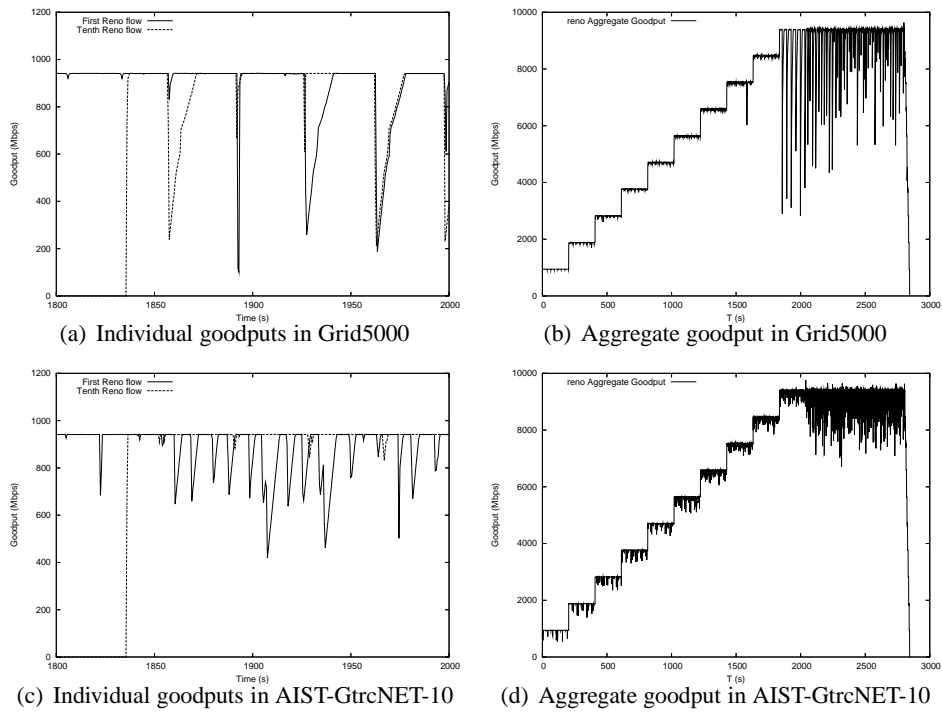 1200
1000
800
600
400
200
0
Goodput (Mbps)
First Reno flow
Tenth Reno flow
1800 1850 1900 1950 2000
Time (s)
(a) Individual goodputs in Grid5000
10000
8000
6000
4000
2000
0
Goodput (Mbps)
reno Aggregate Goodput
0 500 1000 1500 2000 2500 3000
T (s)
(b) Aggregate goodput in Grid5000
1200
1000
800
600
400
200
0
Goodput (Mbps)
First Reno flow
Tenth Reno flow
1800 1850 1900 1950 2000
Time (s)
(c) Individual goodputs in AIST-GtrcNET-10
10000
8000
6000
4000
2000
0
Goodput (Mbps)
reno Aggregate Goodput
0 500 1000 1500 2000 2500 3000
T (s)
(d) Aggregate goodput in AIST-GtrcNET-10